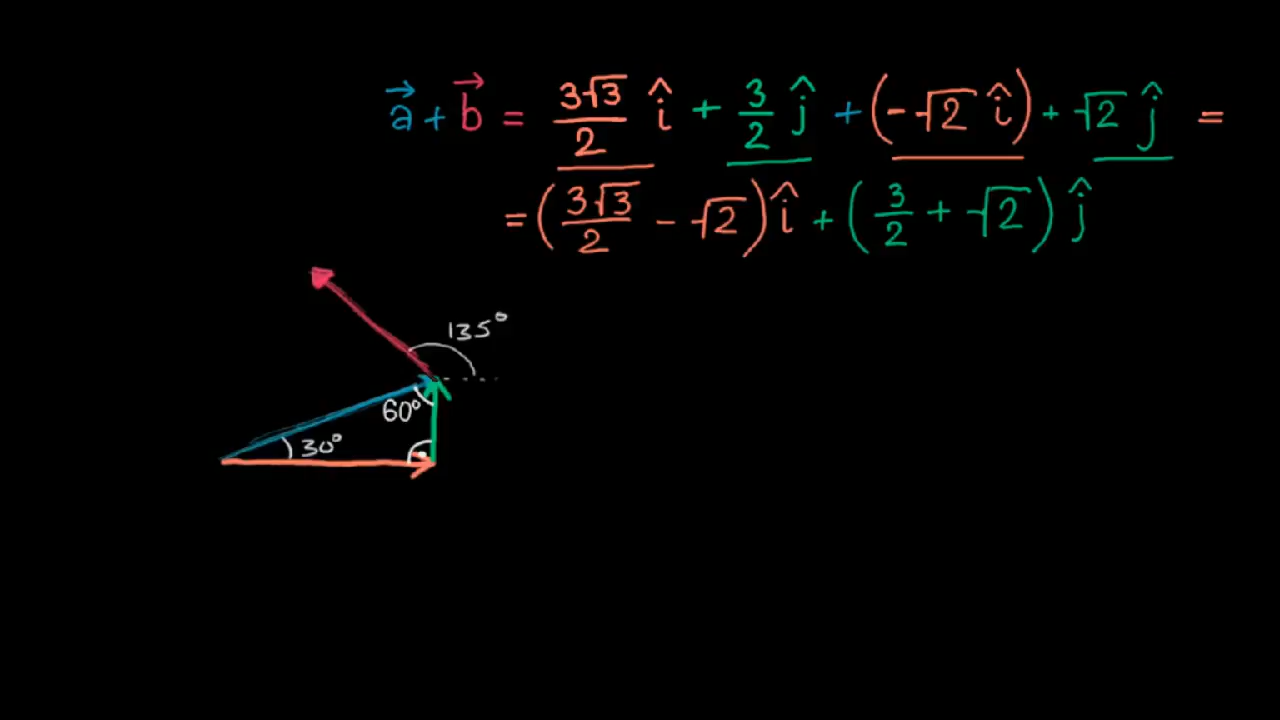 a⃗ + b⃗ = 3√3/2 î + 3/2 ĵ + (-√2 î) + √2 ĵ =
= (3√3/2 - √2) î + (3/2 + √2) ĵ
135°
60°
30°